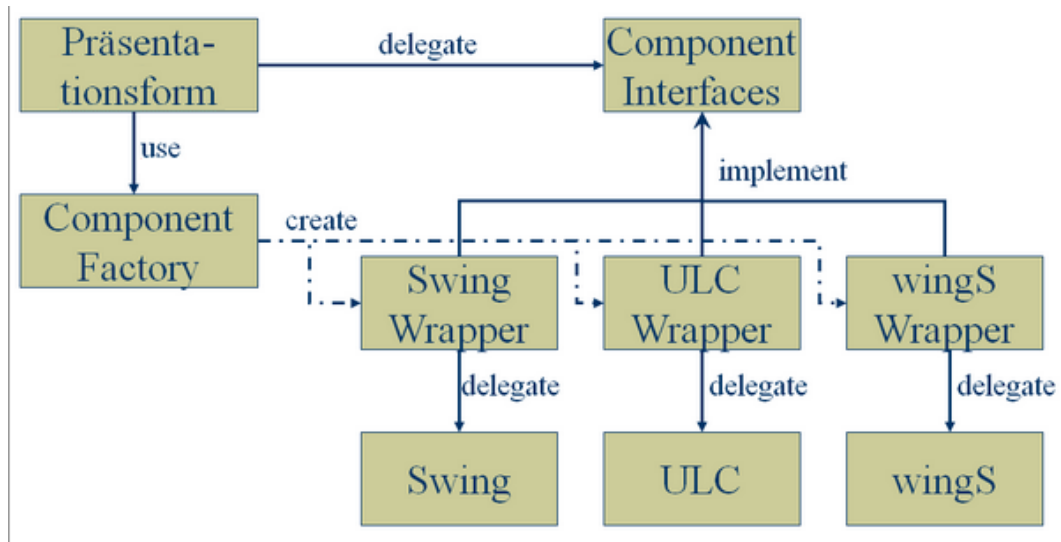 Präsenta-
tionsform
delegate
Component
Interfaces
use
implement
Component
Factory
create
Swing
Wrapper
ULC
Wrapper
wingS
Wrapper
delegate
delegate
delegate
Swing
ULC
wingS